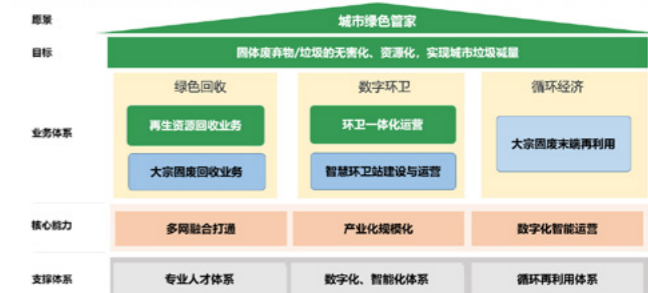 愿景
城市绿色管家
目标
固体废弃物/垃圾的无害化、资源化，实现城市垃圾减量
绿色回收
数字环卫
循环经济
业务体系
再生资源回收业务
环卫一体化运营
大宗固废末端再利用
大宗固废回收业务
智慧环卫站建设与运营
核心能力
多网融合打通
产业化规模化
数字化智能运营
支撑体系
专业人才体系
数字化、智能化体系
循环再利用体系